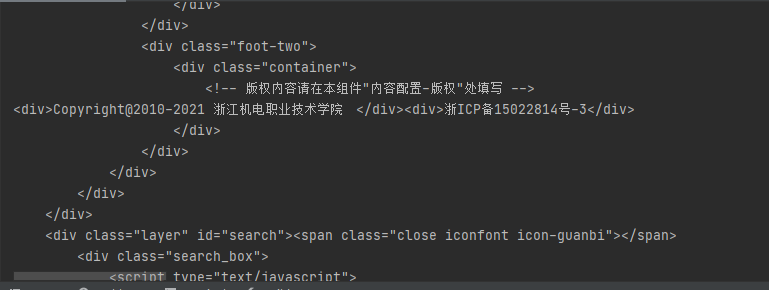 </div>
</div>
<div class="foot-two">
<div class="container">
<!-- 版权内容请在本组件"内容配置-版权"处填写 -->
<div>Copyright@2010-2021 浙江机电职业技术学院 </div><div>浙ICP备15022814号-3</div>
</div>
</div>
</div>
</div>
</div>
<div class="layer" id="search"><span class="close iconfont icon-guanbi"></span>
<div class="search_box">
<script type="text/javascript">